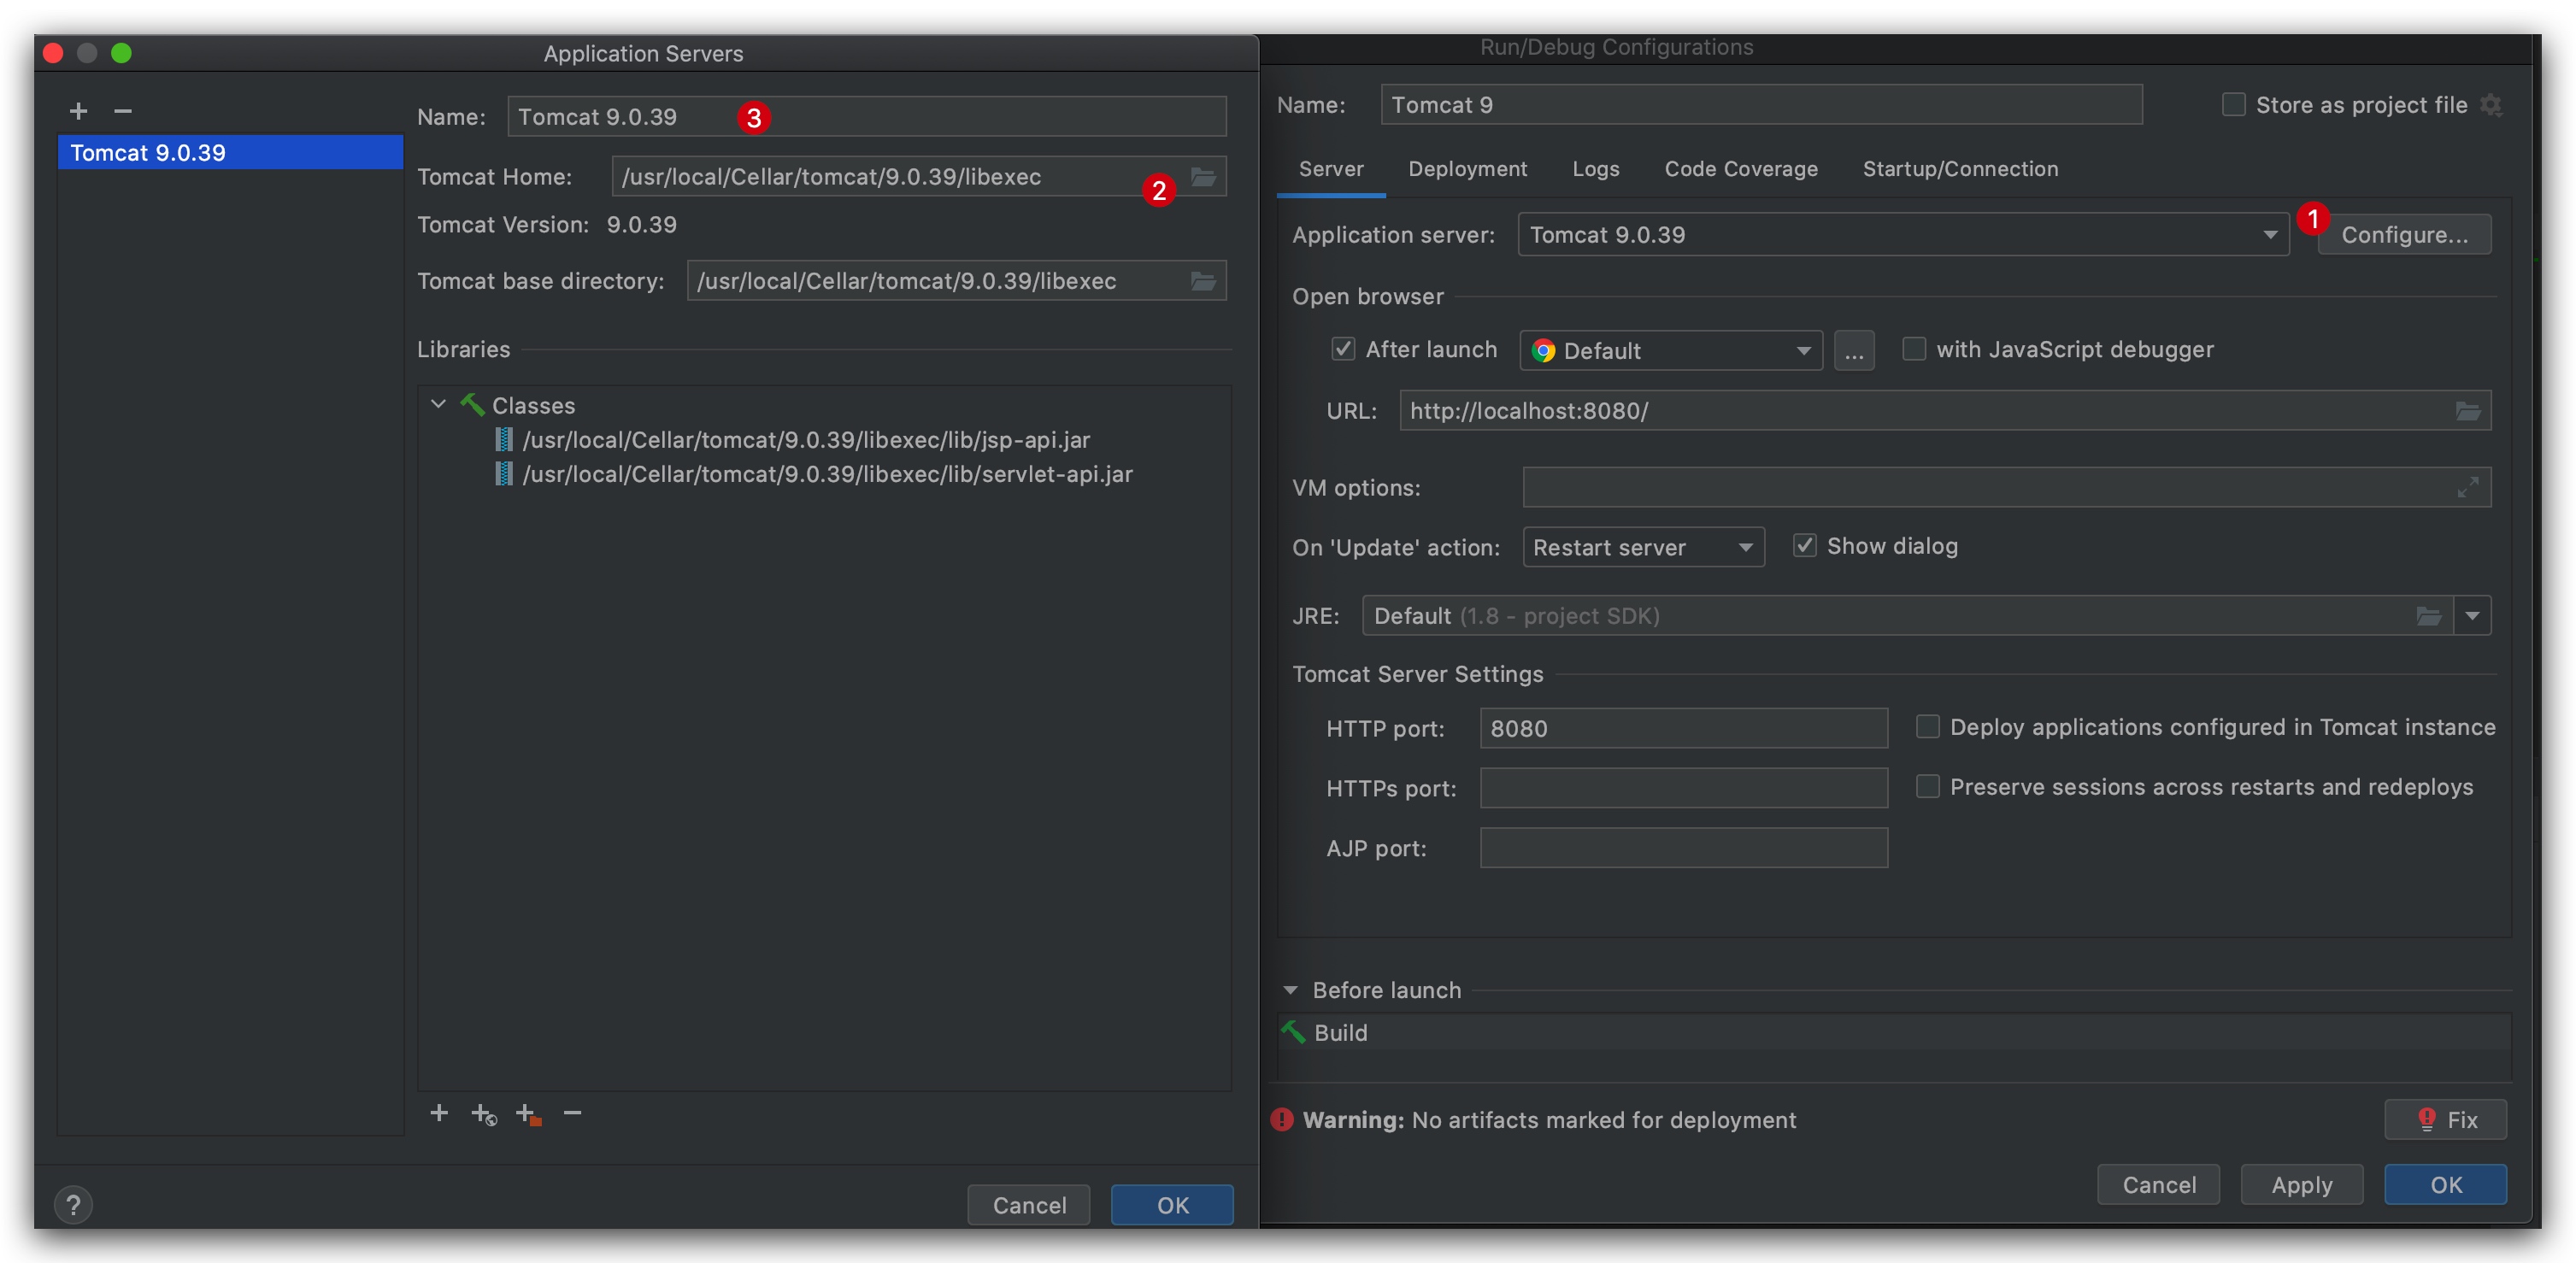 Application Servers
Tomcat 9.0.39
Name: Tomcat 9.0.39 3
Tomcat Home: /usr/local/Cellar/tomcat/9.0.39/libexec 2
Tomcat Version: 9.0.39
Tomcat base directory: /usr/local/Cellar/tomcat/9.0.39/libexec
Libraries
Classes
/usr/local/Cellar/tomcat/9.0.39/libexec/lib/jsp-api.jar
/usr/local/Cellar/tomcat/9.0.39/libexec/lib/servlet-api.jar
?
Cancel OK
Run/Debug Configurations
Name: Tomcat 9 Store as project file
Server Deployment Logs Code Coverage Startup/Connection
Application server: Tomcat 9.0.39 1 Configure...
Open browser
After launch Default ... with JavaScript debugger
URL: http://localhost:8080/
VM options:
On 'Update' action: Restart server Show dialog
JRE: Default (1.8 - project SDK)
Tomcat Server Settings
HTTP port: 8080 Deploy applications configured in Tomcat instance
HTTPs port: Preserve sessions across restarts and redeploys
AJP port:
Before launch
Build
Warning: No artifacts marked for deployment Fix
Cancel Apply OK